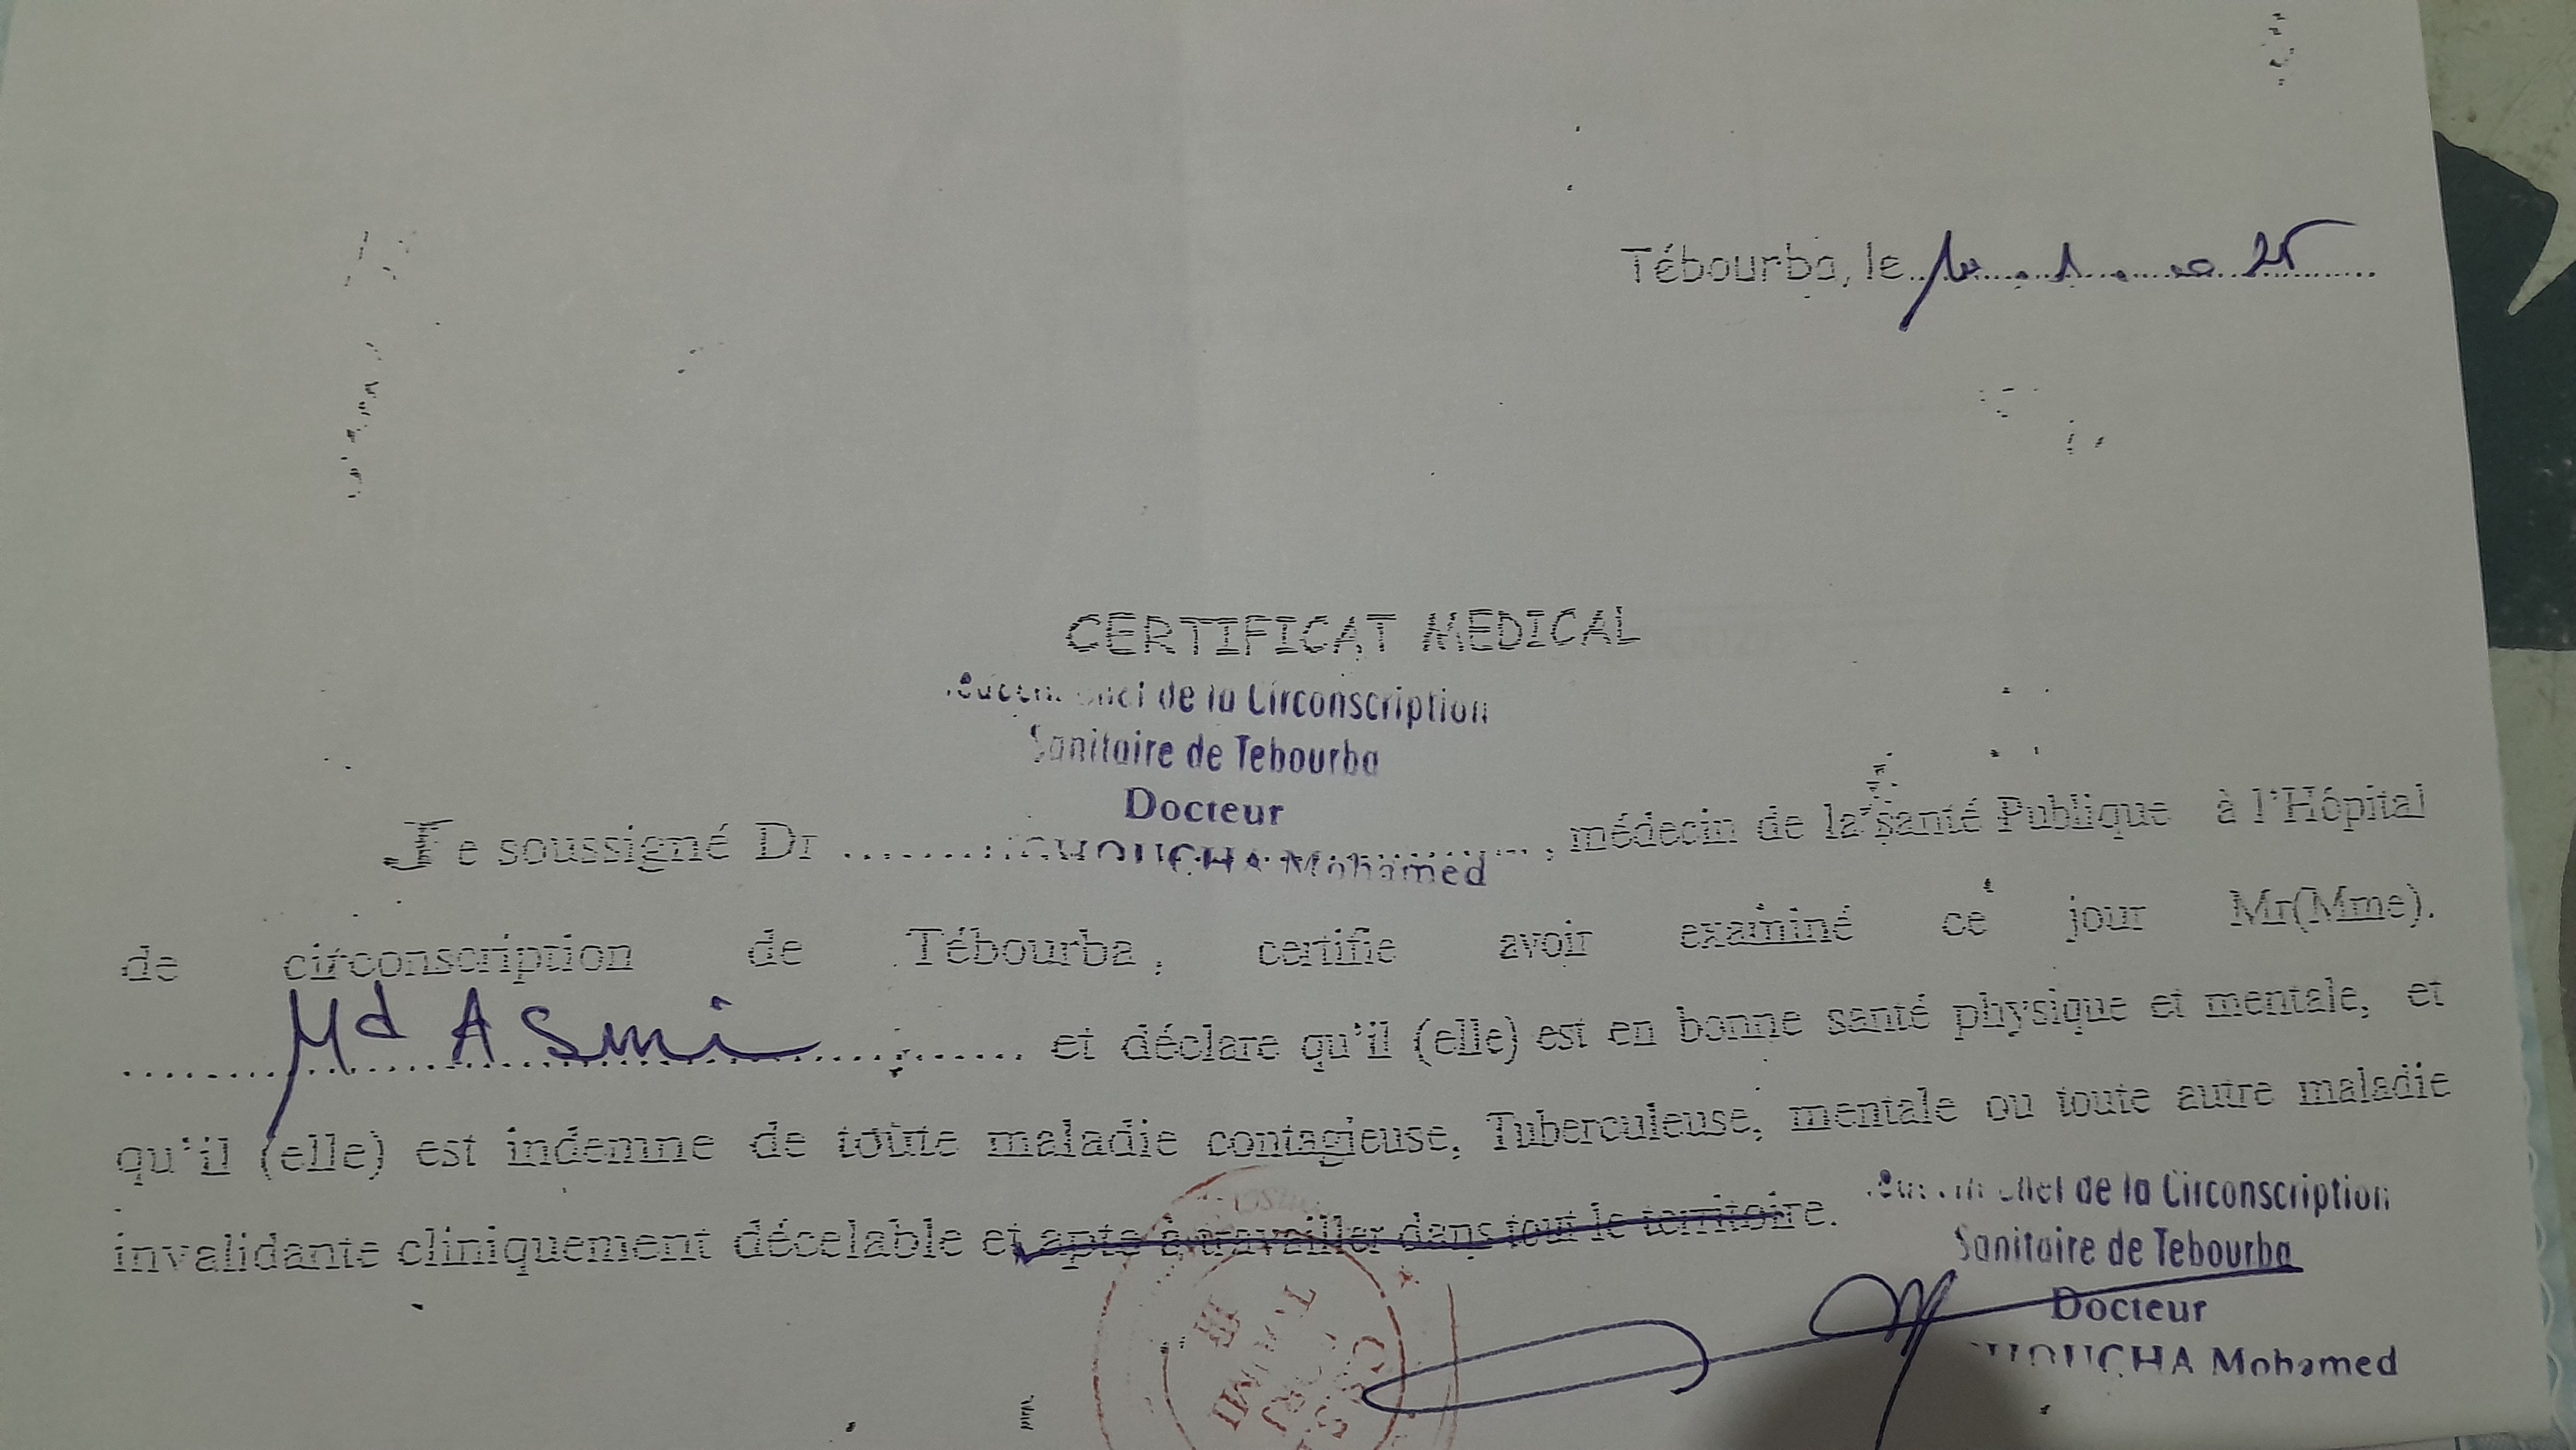 Tébourba, le
CERTIFICAT MEDICAL
de la Circonscription
Sanitaire de Tebourba
Docteur
Je soussigné Dr CHOUCHA Mohamed, médecin de la santé Publique à l'Hôpital
de circonscription de Tébourba, certifie avoir examiné ce jour Mr(Mme).
Md ASmi et déclare qu'il (elle) est en bonne santé physique et mentale, et
qu'il (elle) est indemne de toute maladie contagieuse, Tuberculeuse, mentale ou toute autre maladie
invalidante cliniquement décelable et apte à travailler dans tout le territoire.
de la Circonscription
Sanitaire de Tebourba
Docteur
CHOUCHA Mohamed